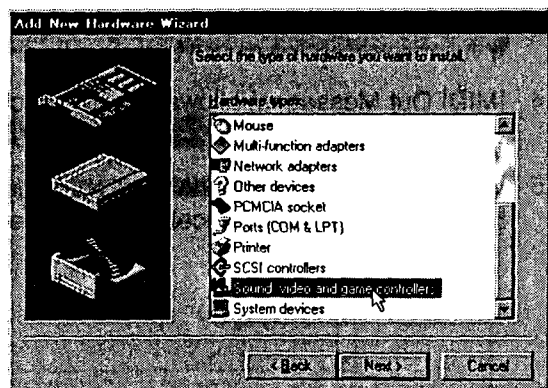 Add New Hardware Wizard
Select the type of hardware you want to install.
Hardware types:
Mouse
Multi-function adapters
Network adapters
Other devices
PCMCIA socket
Ports (COM & LPT)
Printer
SCSI controllers
Sound, video and game controllers
System devices
< Back
Next >
Cancel